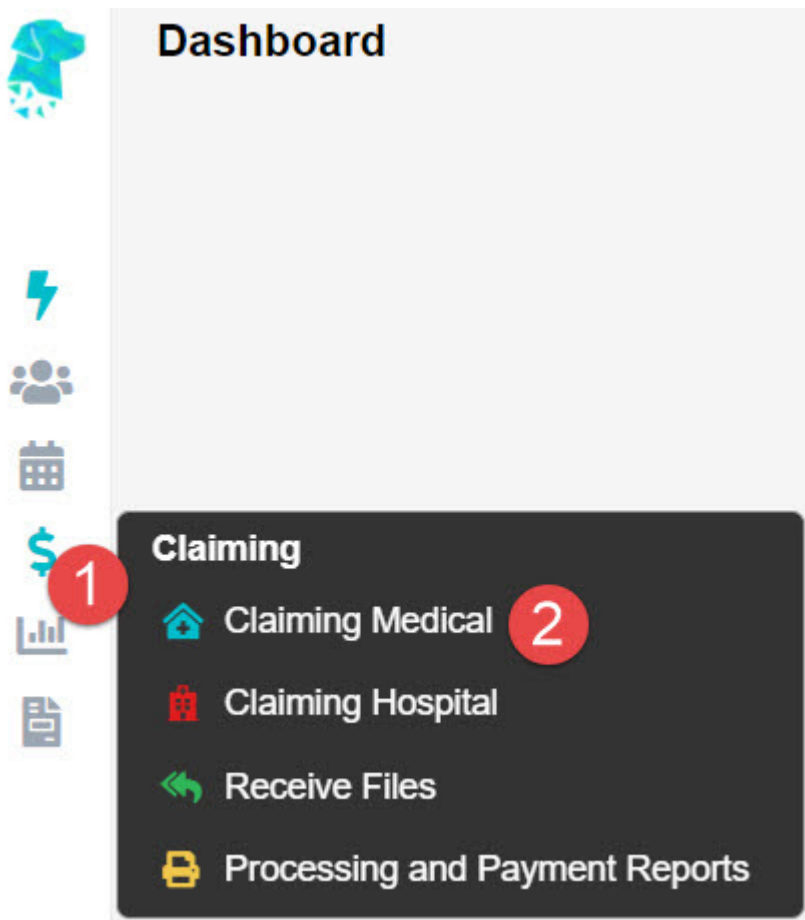 Dashboard
$
1
Claiming
Claiming Medical 2
Claiming Hospital
Receive Files
Processing and Payment Reports